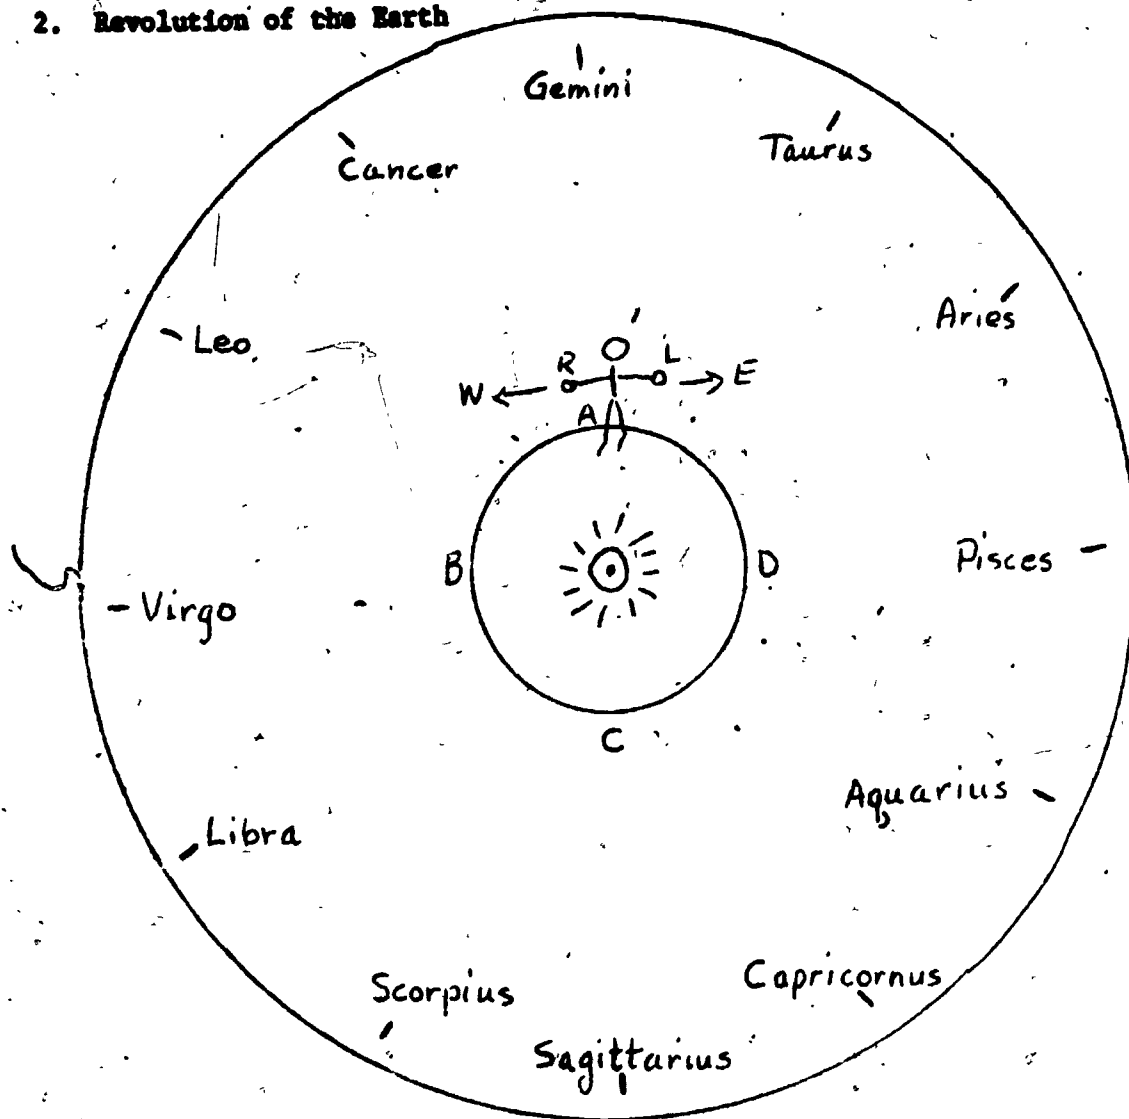 2. Revolution of the Earth
Gemini
Taurus
Cancer
Aries
Leo
R L
W E
A
B D
Pisces
Virgo
C
Aquarius
Libra
Capricornus
Scorpius
Sagittarius